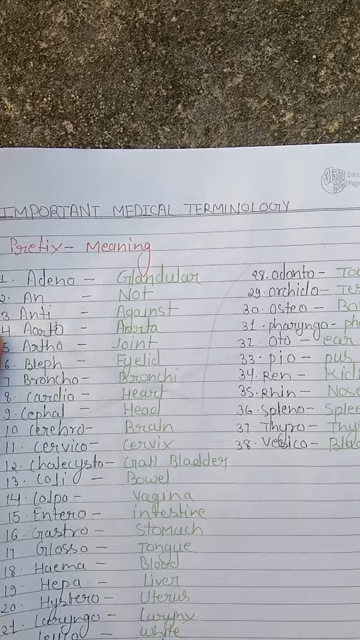 IMPORTANT MEDICAL TERMINOLOGY
Prefix - Meaning
1. Adeno - Glandular
2. An - Not
3 Anti - Against
4 Aorto - Aorta
5. Artho - Joint
6. Bleph - Eyelid
7. Broncho - Bronchi
8. Cardio - Heart
9. Cephal - Head
10 Cerebro - Brain
11. Cervico - Cervix
12. Cholecysto - Gall Bladder
13. Coli - Bowel
14. Colpo - Vagina
15 Entero - intestine
16. Gastro - Stomach
17. Glosso - Tongue
18. Haema - Blood
19. Hepa - Liver
20. Hystero - Uterus
21. Laryngo - Larynx
White
28. odonto -
29. orchido -
30. Osteo -
31. pharyngo -
32. Oto - ear
33. pio - pus
34. Ren -
35. Rhin - Nose
36. Spleno -
37. Thyro -
38. Vesico -